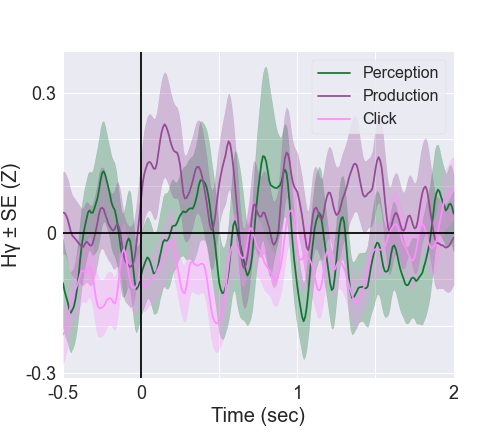 Perception
Production
Click
Hγ ± SE (Z)
0.3
0
-0.3
-0.5
0
1
2
Time (sec)